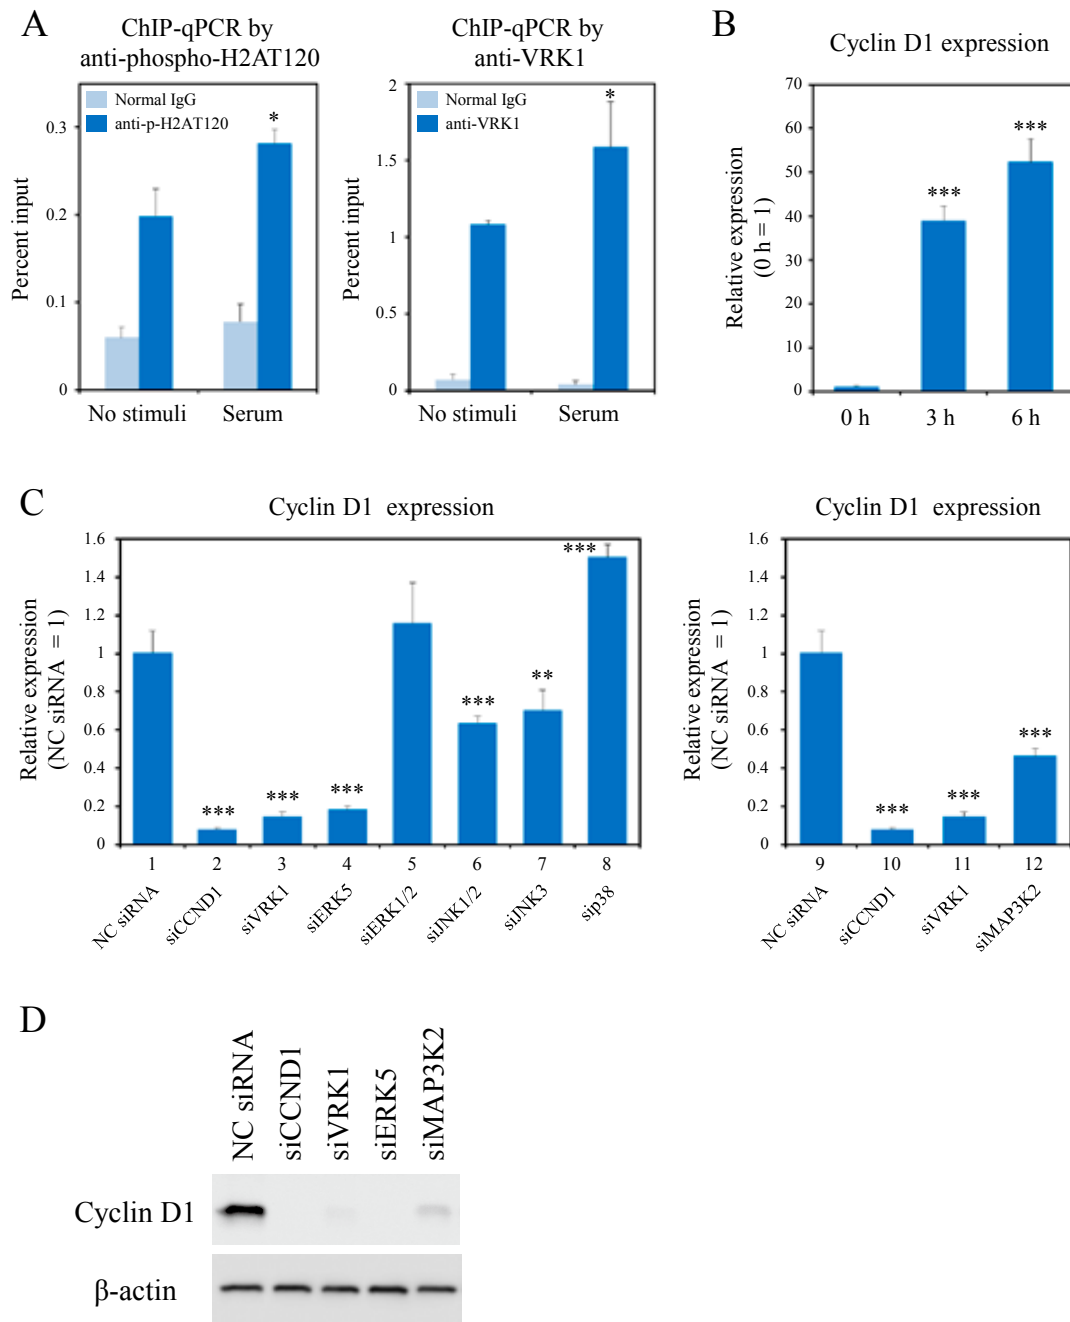 A
ChIP-qPCR by
anti-phospho-H2AT120
Normal IgG
anti-p-H2AT120
*
Percent input
0.3
0.2
0.1
0
No stimuli
Serum
ChIP-qPCR by
anti-VRK1
Normal IgG
anti-VRK1
*
Percent input
2
1.5
1
0.5
0
No stimuli
Serum
B
Cyclin D1 expression
Relative expression
(0 h = 1)
70
60
50
40
30
20
10
0
***
***
0 h
3 h
6 h
C
Cyclin D1 expression
Relative expression
(NC siRNA = 1)
1.6
1.4
1.2
1
0.8
0.6
0.4
0.2
0
***
***
***
***
**
***
1
2
3
4
5
6
7
8
NC siRNA
siCCND1
siVRK1
siERK5
siERK1/2
siJNK1/2
siJNK3
sip38
Cyclin D1 expression
Relative expression
(NC siRNA = 1)
1.6
1.4
1.2
1
0.8
0.6
0.4
0.2
0
***
***
***
9
10
11
12
NC siRNA
siCCND1
siVRK1
siMAP3K2
D
NC siRNA
siCCND1
siVRK1
siERK5
siMAP3K2
Cyclin D1
β-actin